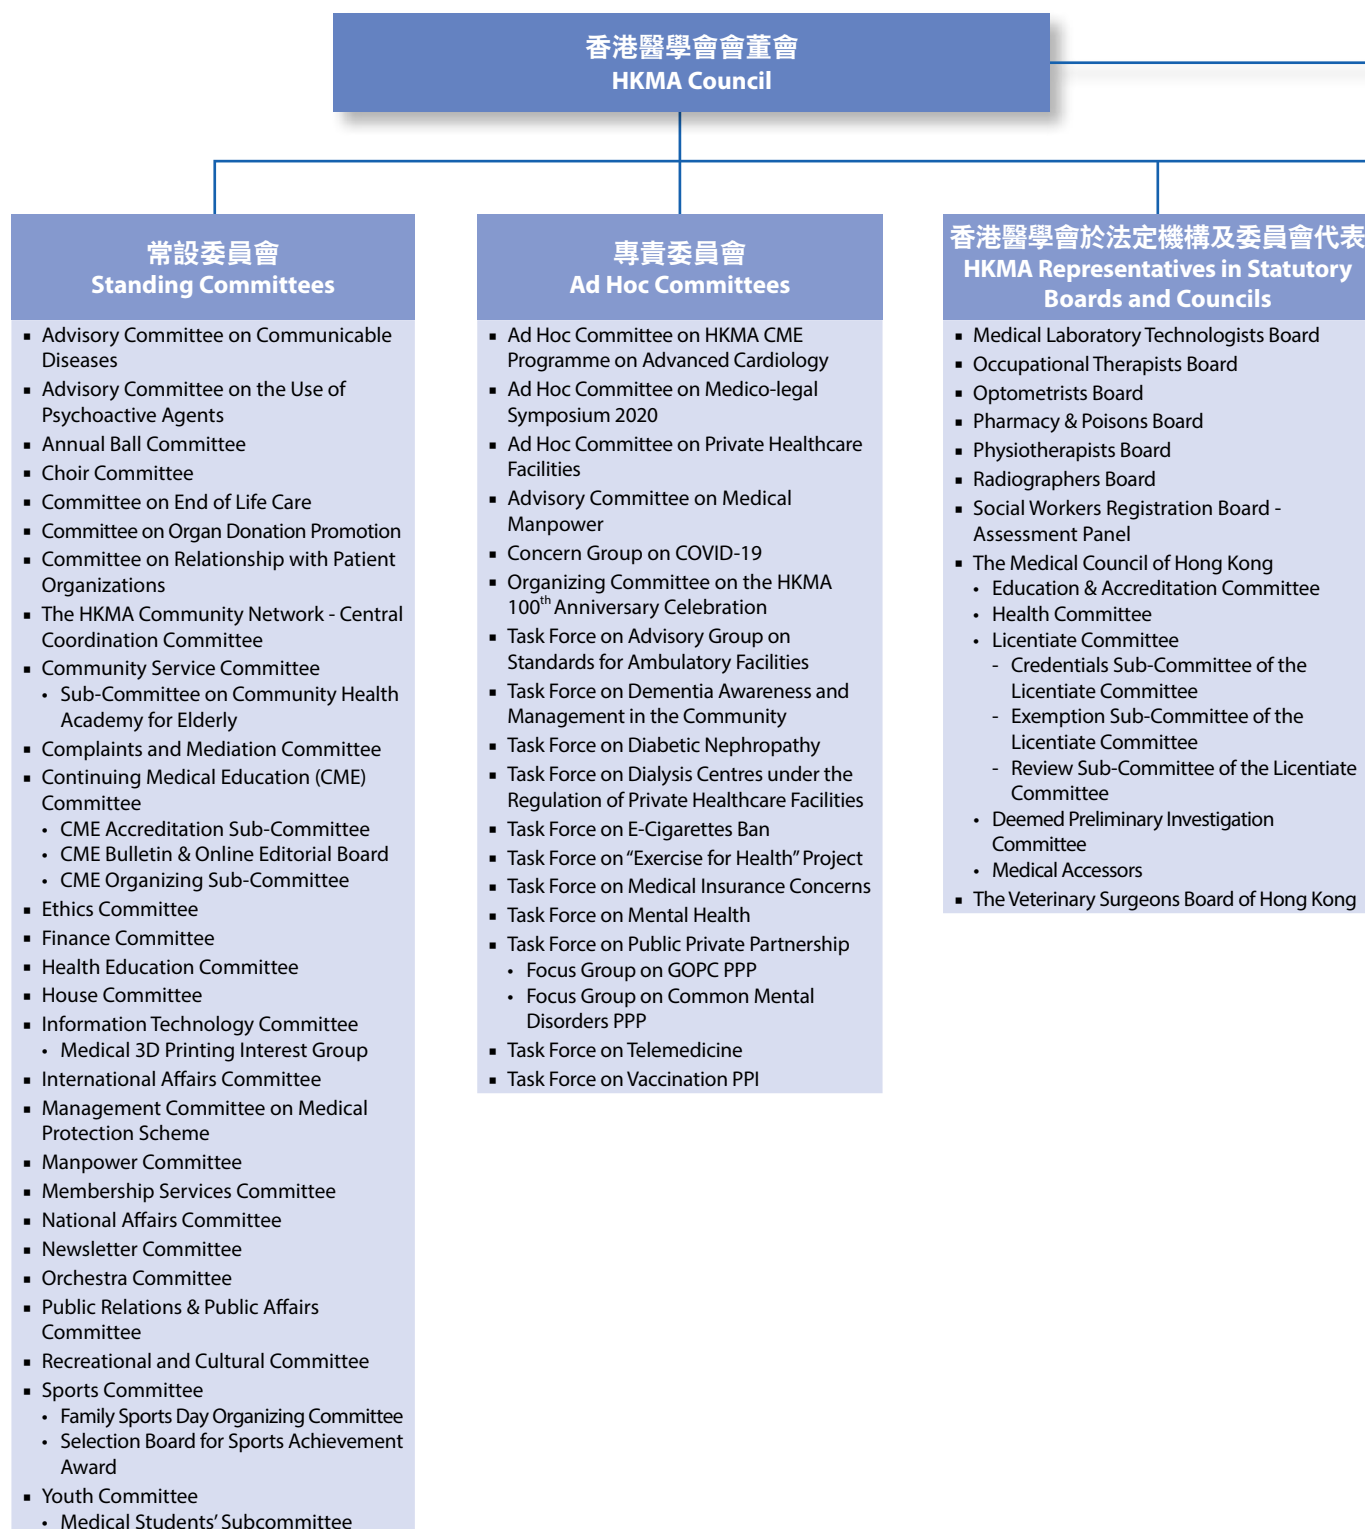 香港醫學會會董會
HKMA Council
常設委員會
Standing Committees
▪ Advisory Committee on Communicable
Diseases
▪ Advisory Committee on the Use of
Psychoactive Agents
▪ Annual Ball Committee
▪ Choir Committee
▪ Committee on End of Life Care
▪ Committee on Organ Donation Promotion
▪ Committee on Relationship with Patient
Organizations
▪ The HKMA Community Network - Central
Coordination Committee
▪ Community Service Committee
• Sub-Committee on Community Health
Academy for Elderly
▪ Complaints and Mediation Committee
▪ Continuing Medical Education (CME)
Committee
• CME Accreditation Sub-Committee
• CME Bulletin & Online Editorial Board
• CME Organizing Sub-Committee
▪ Ethics Committee
▪ Finance Committee
▪ Health Education Committee
▪ House Committee
▪ Information Technology Committee
• Medical 3D Printing Interest Group
▪ International Affairs Committee
▪ Management Committee on Medical
Protection Scheme
▪ Manpower Committee
▪ Membership Services Committee
▪ National Affairs Committee
▪ Newsletter Committee
▪ Orchestra Committee
▪ Public Relations & Public Affairs
Committee
▪ Recreational and Cultural Committee
▪ Sports Committee
• Family Sports Day Organizing Committee
• Selection Board for Sports Achievement
Award
▪ Youth Committee
• Medical Students' Subcommittee
專責委員會
Ad Hoc Committees
▪ Ad Hoc Committee on HKMA CME
Programme on Advanced Cardiology
▪ Ad Hoc Committee on Medico-legal
Symposium 2020
▪ Ad Hoc Committee on Private Healthcare
Facilities
▪ Advisory Committee on Medical
Manpower
▪ Concern Group on COVID-19
▪ Organizing Committee on the HKMA
100th Anniversary Celebration
▪ Task Force on Advisory Group on
Standards for Ambulatory Facilities
▪ Task Force on Dementia Awareness and
Management in the Community
▪ Task Force on Diabetic Nephropathy
▪ Task Force on Dialysis Centres under the
Regulation of Private Healthcare Facilities
▪ Task Force on E-Cigarettes Ban
▪ Task Force on “Exercise for Health” Project
▪ Task Force on Medical Insurance Concerns
▪ Task Force on Mental Health
▪ Task Force on Public Private Partnership
• Focus Group on GOPC PPP
• Focus Group on Common Mental
Disorders PPP
▪ Task Force on Telemedicine
▪ Task Force on Vaccination PPI
香港醫學會於法定機構及委員會代表
HKMA Representatives in Statutory
Boards and Councils
▪ Medical Laboratory Technologists Board
▪ Occupational Therapists Board
▪ Optometrists Board
▪ Pharmacy & Poisons Board
▪ Physiotherapists Board
▪ Radiographers Board
▪ Social Workers Registration Board -
Assessment Panel
▪ The Medical Council of Hong Kong
• Education & Accreditation Committee
• Health Committee
• Licentiate Committee
- Credentials Sub-Committee of the
Licentiate Committee
- Exemption Sub-Committee of the
Licentiate Committee
- Review Sub-Committee of the Licentiate
Committee
• Deemed Preliminary Investigation
Committee
• Medical Accessors
▪ The Veterinary Surgeons Board of Hong Kong